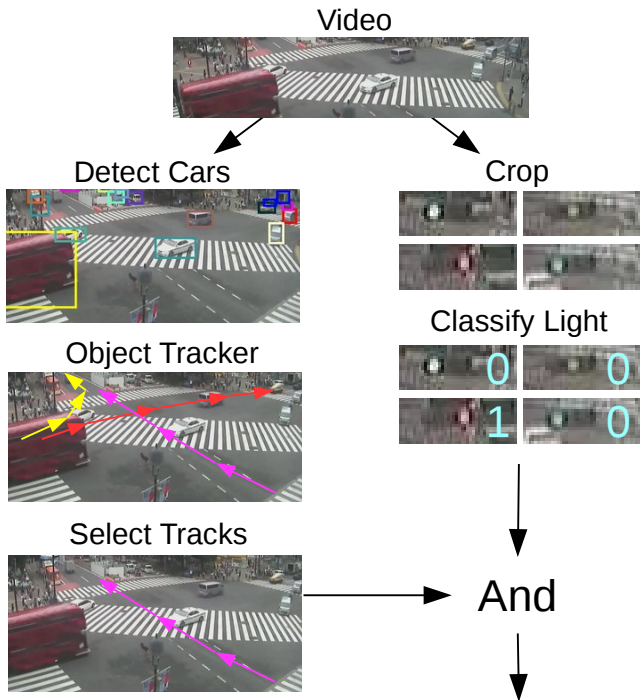 Video
Detect Cars
Crop
Classify Light
0 0
1 0
Object Tracker
Select Tracks
And